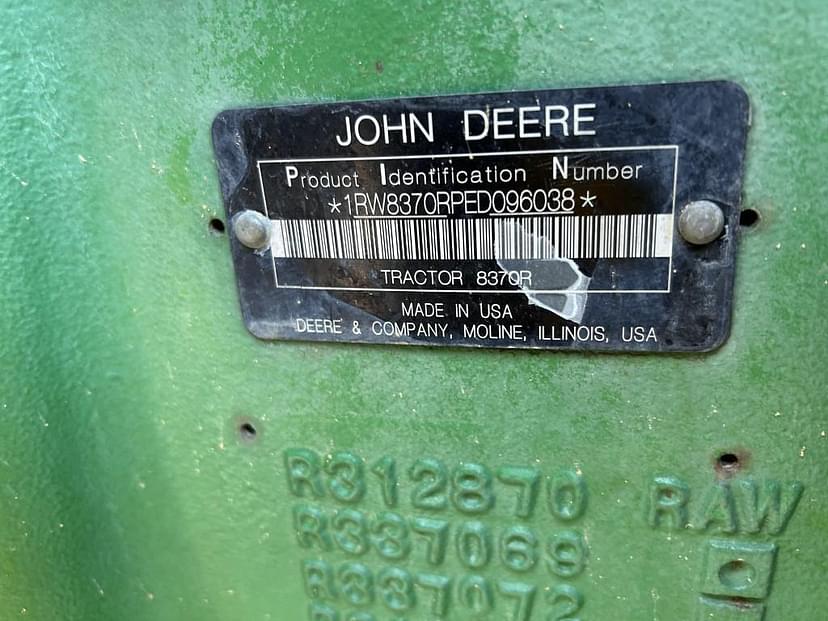 JOHN DEERE
Product Identification Number
*1RW8370RPED096038*
TRACTOR 8370R
MADE IN USA
DEERE & COMPANY, MOLINE, ILLINOIS, USA
R312870
RAW
R337069
R337072